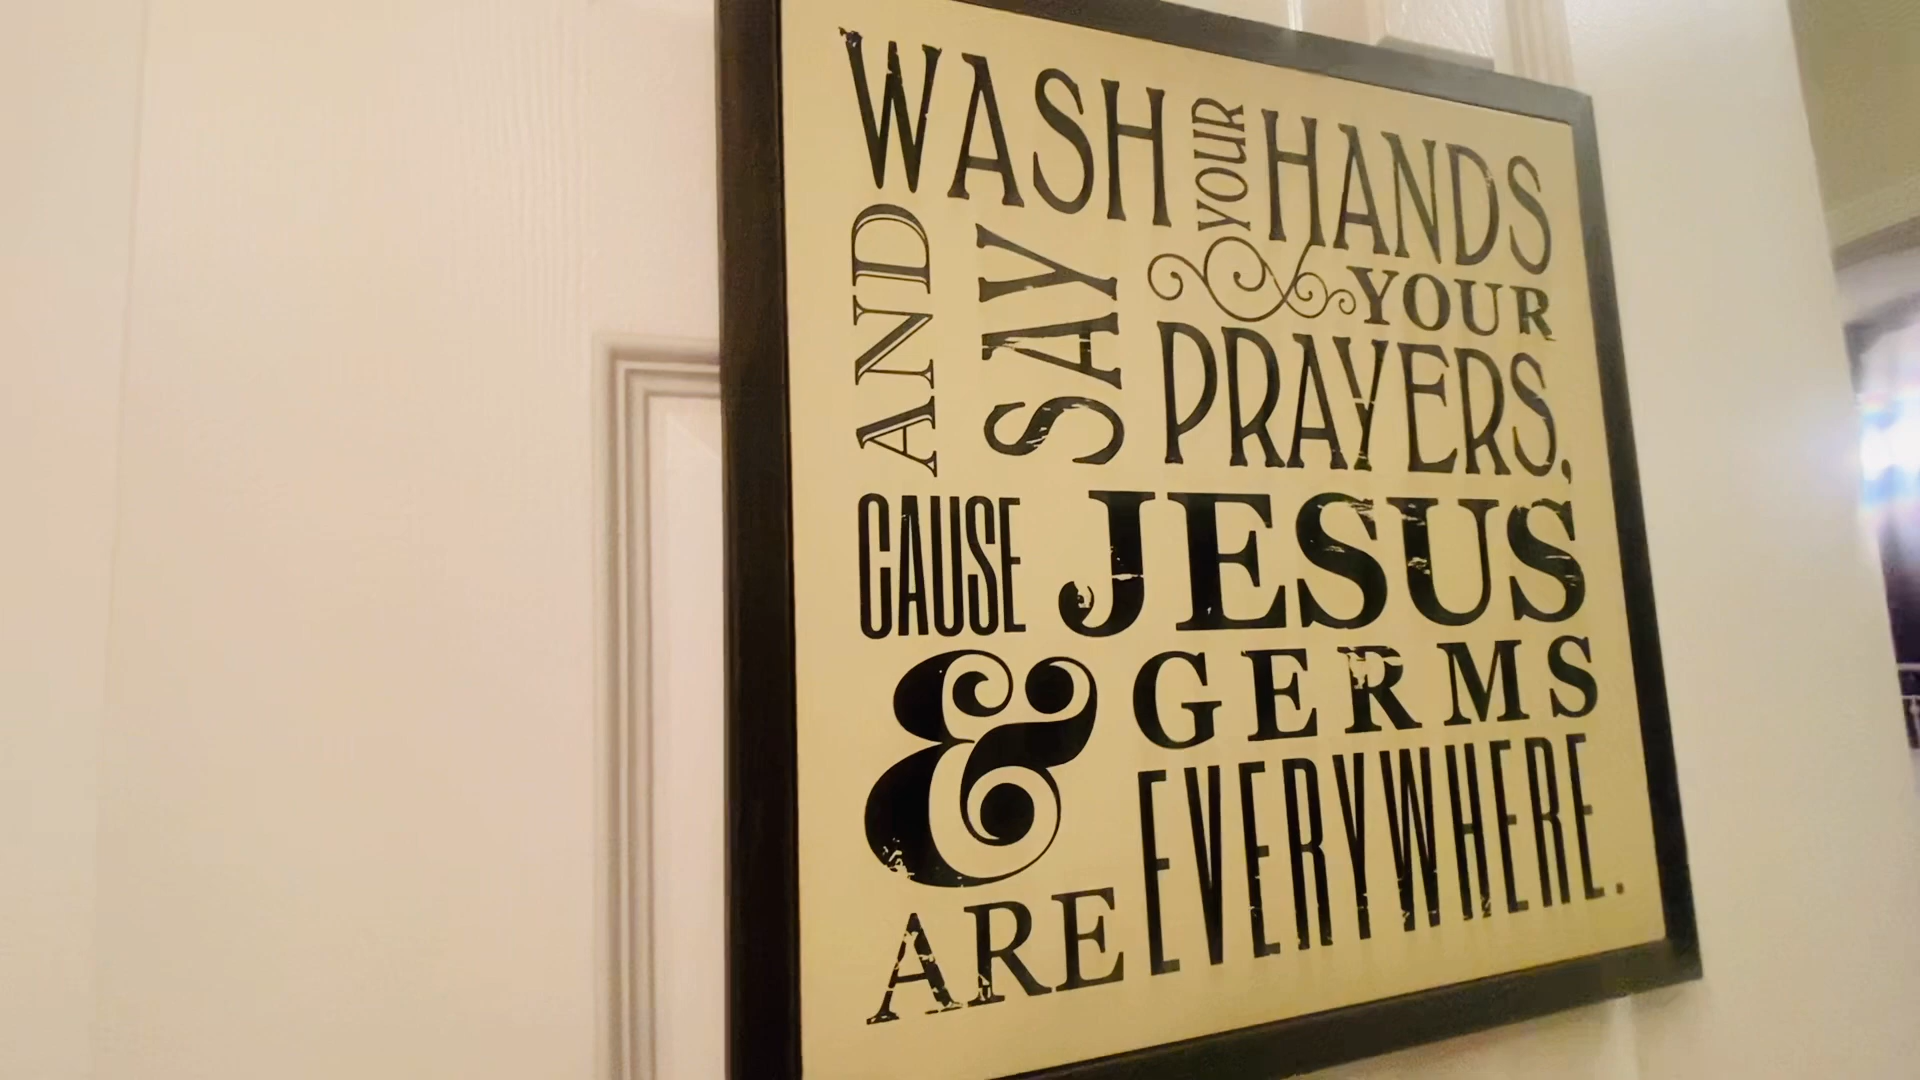 WASH YOUR HANDS
AND SAY YOUR
PRAYERS,
CAUSE JESUS
& GERMS
ARE EVERYWHERE.